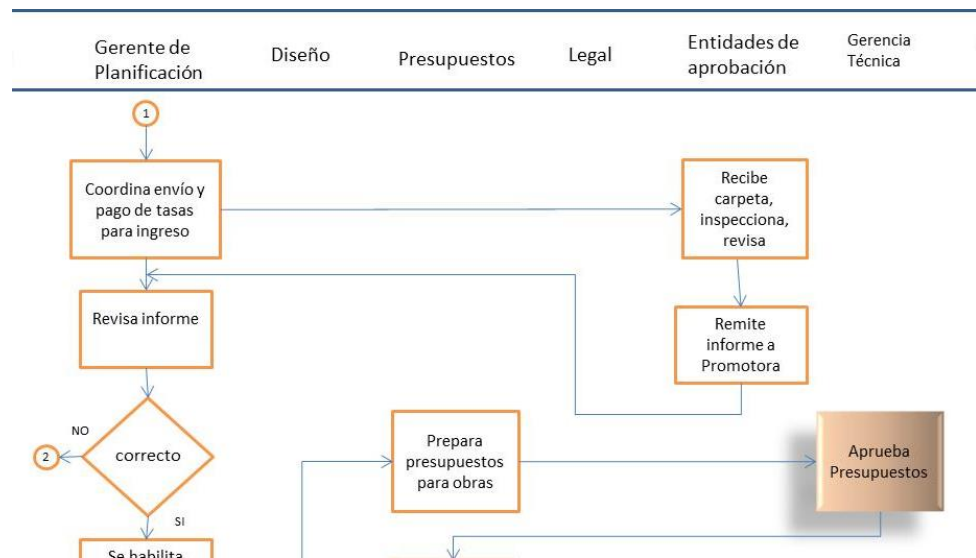 Gerente de
Planificación
Diseño
Presupuestos
Legal
Entidades de
aprobación
Gerencia
Técnica
1
Coordina envío y
pago de tasas
para ingreso
Recibe
carpeta,
inspecciona,
revisa
Revisa informe
Remite
informe a
Promotora
NO
2
correcto
SI
Prepara
presupuestos
para obras
Aprueba
Presupuestos
Se habilita